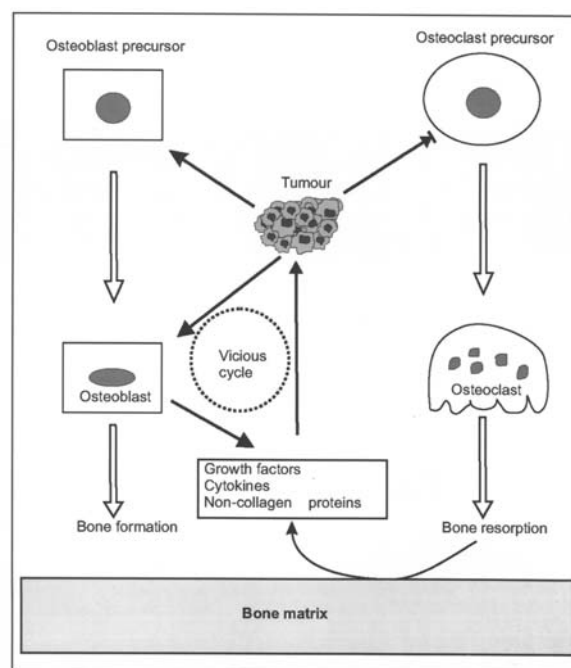 Osteoblast precursor
Osteoclast precursor
Tumour
Vicious
cycle
Osteoblast
Osteoclast
Growth factors
Cytokines
Non-collagen proteins
Bone formation
Bone resorption
Bone matrix